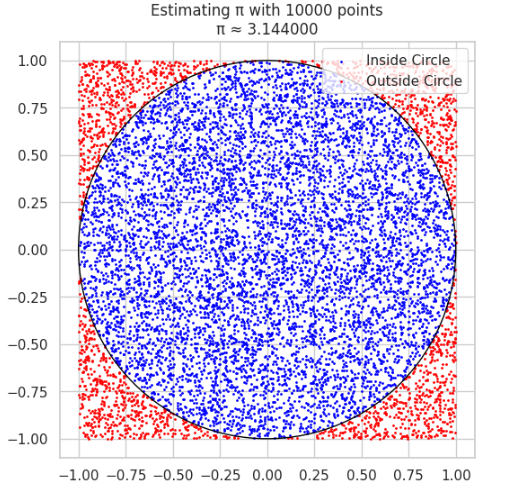 Estimating π with 10000 points
π ≈ 3.144000
Inside Circle
Outside Circle
1.00
0.75
0.50
0.25
0.00
−0.25
−0.50
−0.75
−1.00
−1.00 −0.75 −0.50 −0.25 0.00 0.25 0.50 0.75 1.00